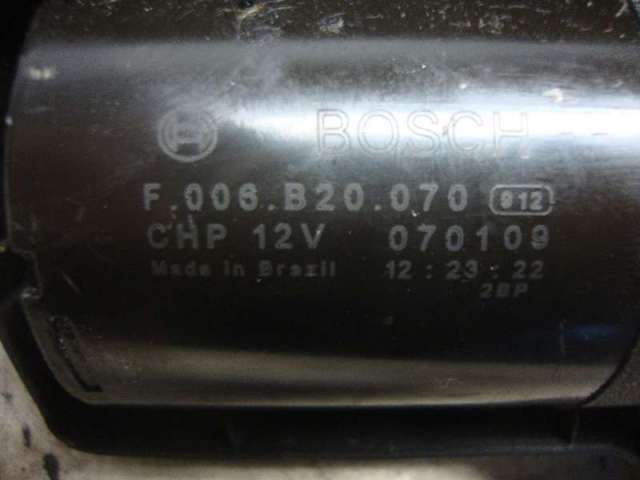 BOSCH
F.006.B20.070 912
CHP 12V 070109
Made in Brazil 12:23:22
2BP